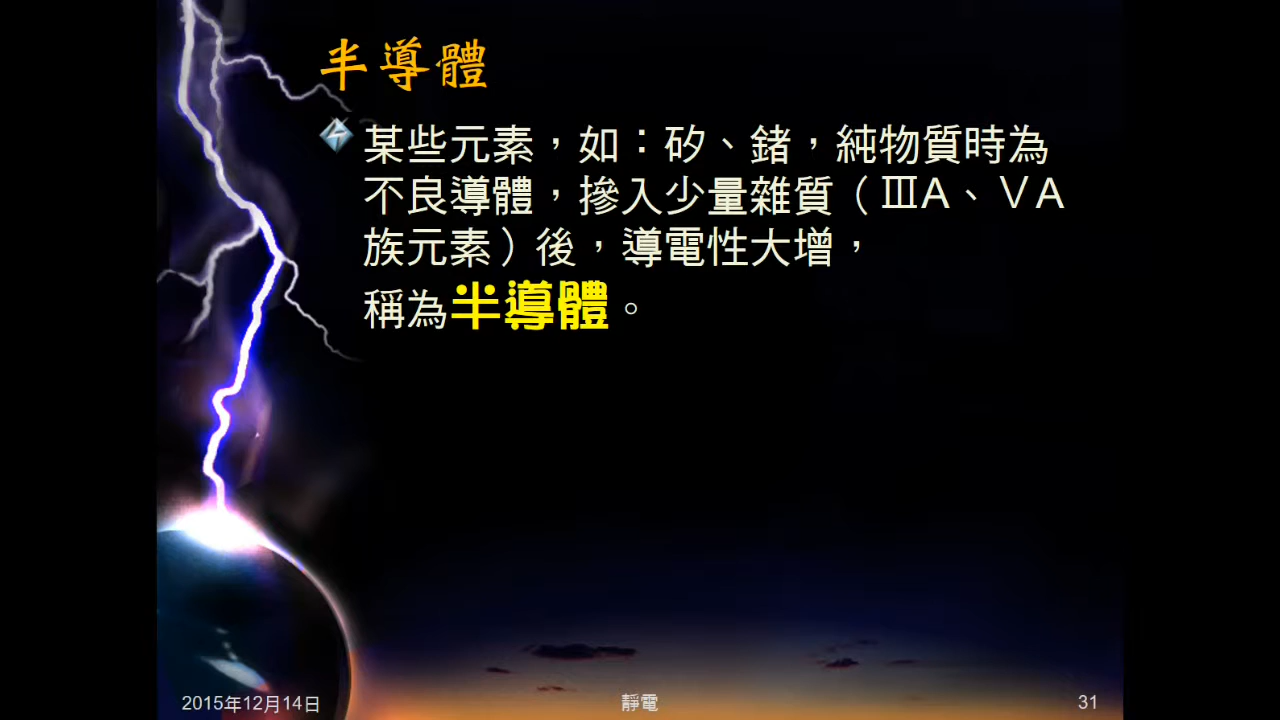 半導體
某些元素，如：矽、鍺，純物質時為
不良導體，摻入少量雜質（ⅢA、ⅤA
族元素）後，導電性大增，
稱為半導體。
2015年12月14日
靜電
31